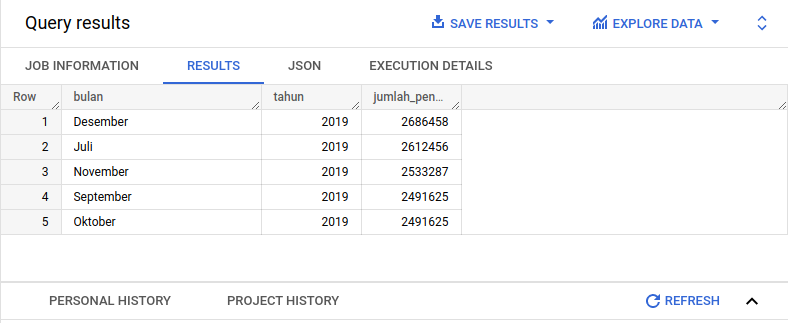 Query results SAVE RESULTS EXPLORE DATA
JOB INFORMATION RESULTS JSON EXECUTION DETAILS
Row bulan tahun jumlah_pen...
1 Desember 2019 2686458
2 Juli 2019 2612456
3 November 2019 2533287
4 September 2019 2491625
5 Oktober 2019 2491625
PERSONAL HISTORY PROJECT HISTORY REFRESH